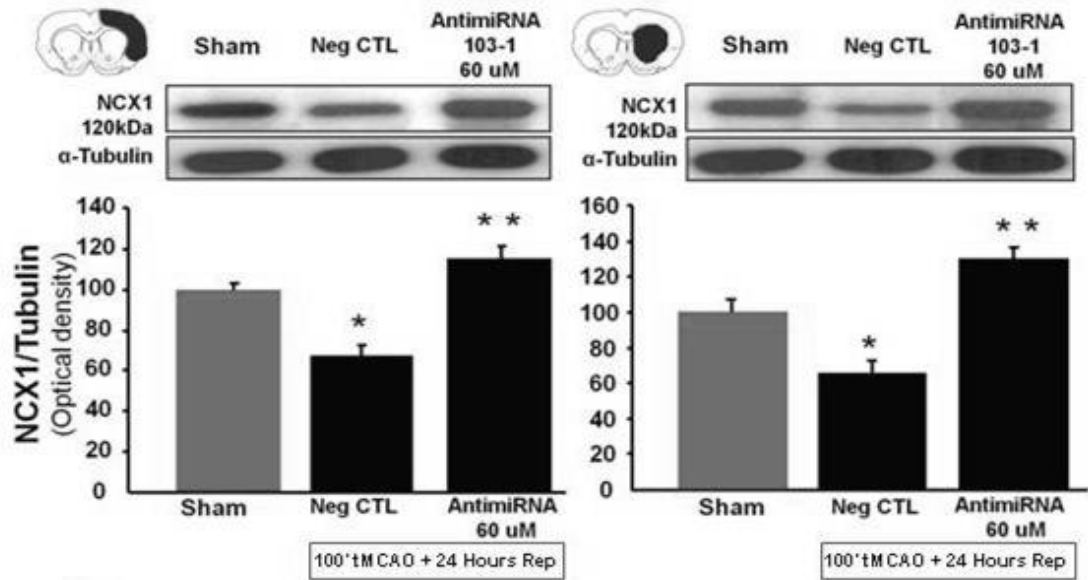 Sham Neg CTL AntimiRNA
103-1
60 uM
NCX1
120kDa
α-Tubulin
NCX1/Tubulin
(Optical density)
140
120
100
80
60
40
20
0
*
* *
Sham Neg CTL AntimiRNA
60 uM
100'tMCAO + 24 Hours Rep
Sham Neg CTL AntimiRNA
103-1
60 uM
NCX1
120kDa
α-Tubulin
160
140
120
100
80
60
40
20
0
*
* *
Sham Neg CTL AntimiRNA
60 uM
100'tMCAO + 24 Hours Rep